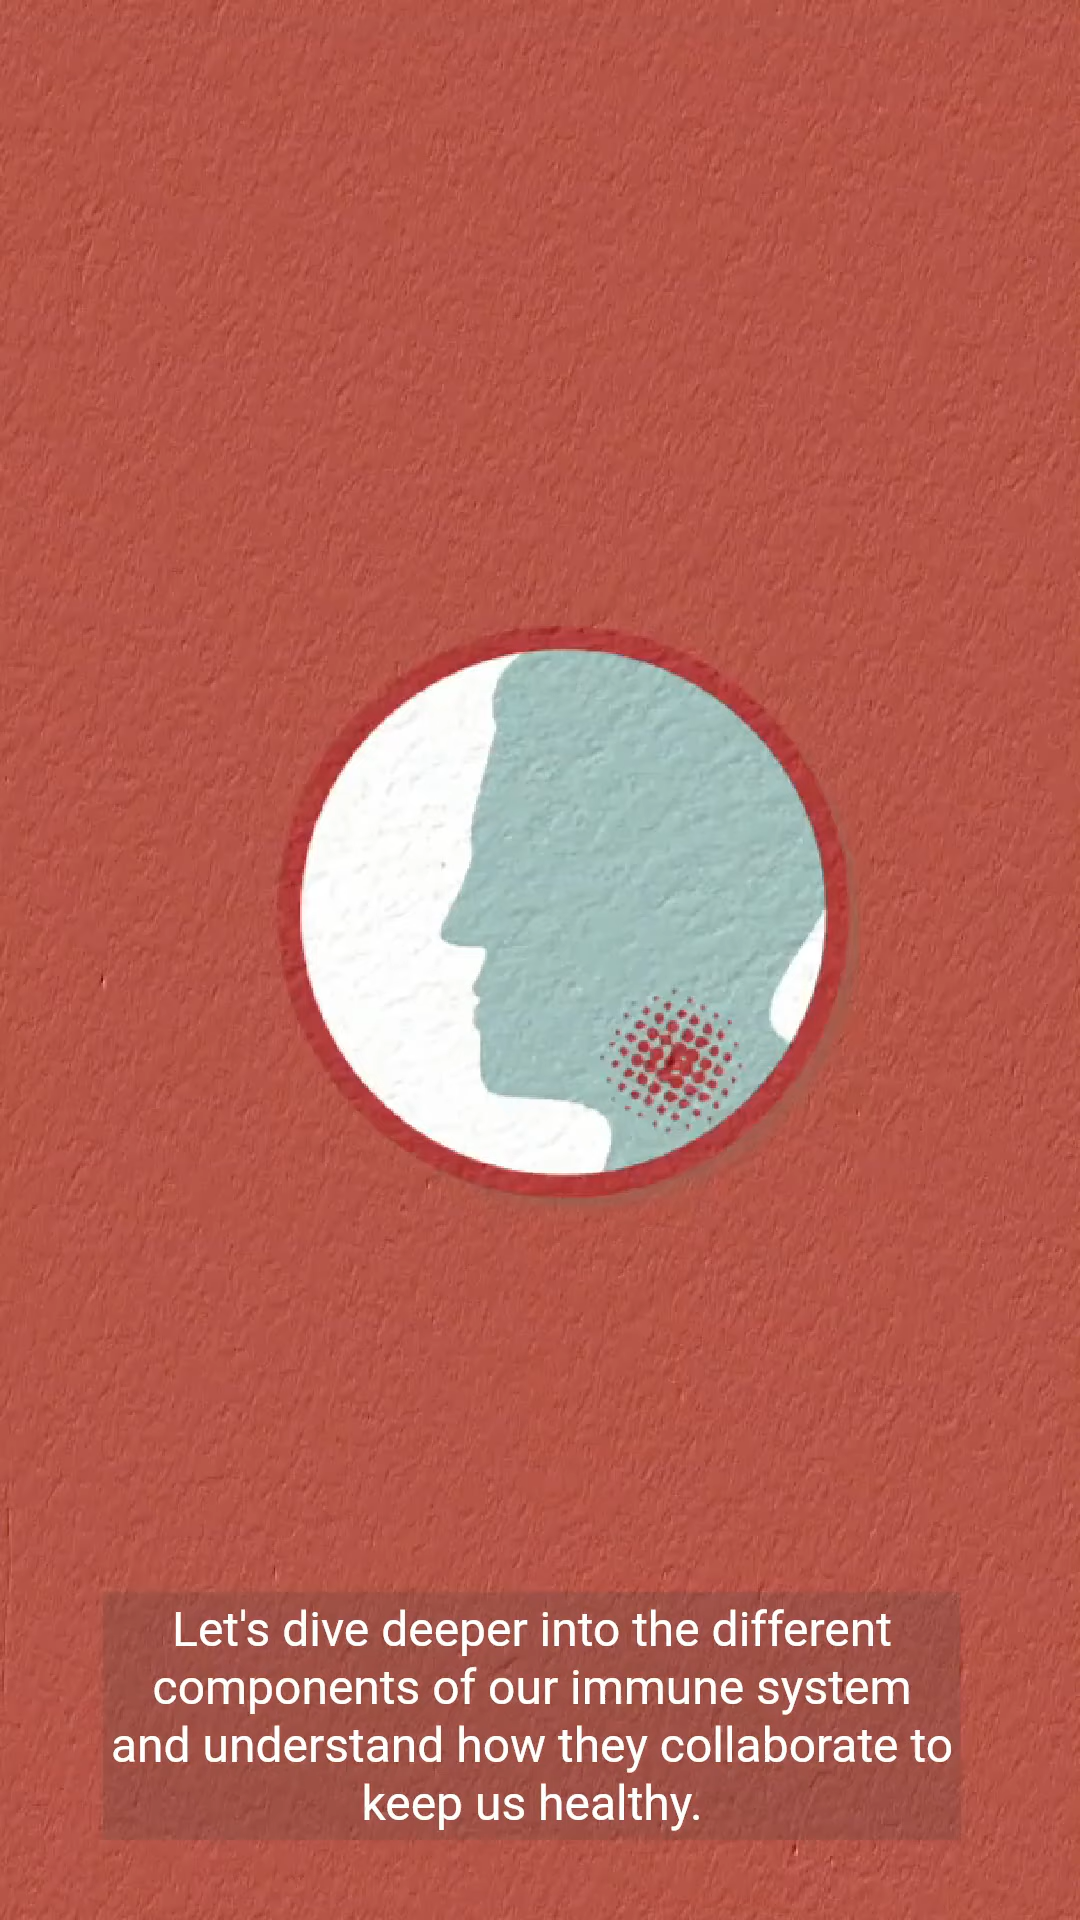 Let's dive deeper into the different
components of our immune system
and understand how they collaborate to
keep us healthy.